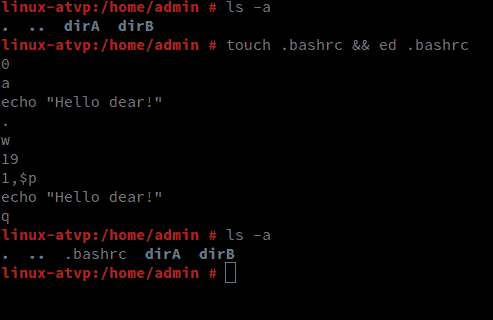 linux-atvp:/home/admin # ls -a
.  ..  dirA  dirB
linux-atvp:/home/admin # touch .bashrc && ed .bashrc
0
a
echo "Hello dear!"
.
w
19
1,$p
echo "Hello dear!"
q
linux-atvp:/home/admin # ls -a
.  ..  .bashrc  dirA  dirB
linux-atvp:/home/admin #